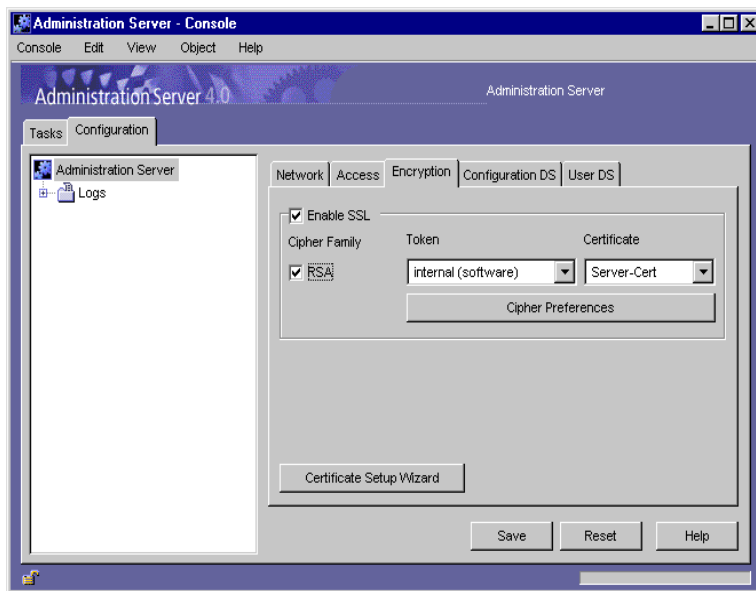 Administration Server - Console
Console Edit View Object Help
Administration Server 4.0
Administration Server
Tasks Configuration
Administration Server
Logs
Network Access Encryption Configuration DS User DS
Enable SSL
Cipher Family Token Certificate
RSA internal (software) Server-Cert
Cipher Preferences
Certificate Setup Wizard
Save Reset Help